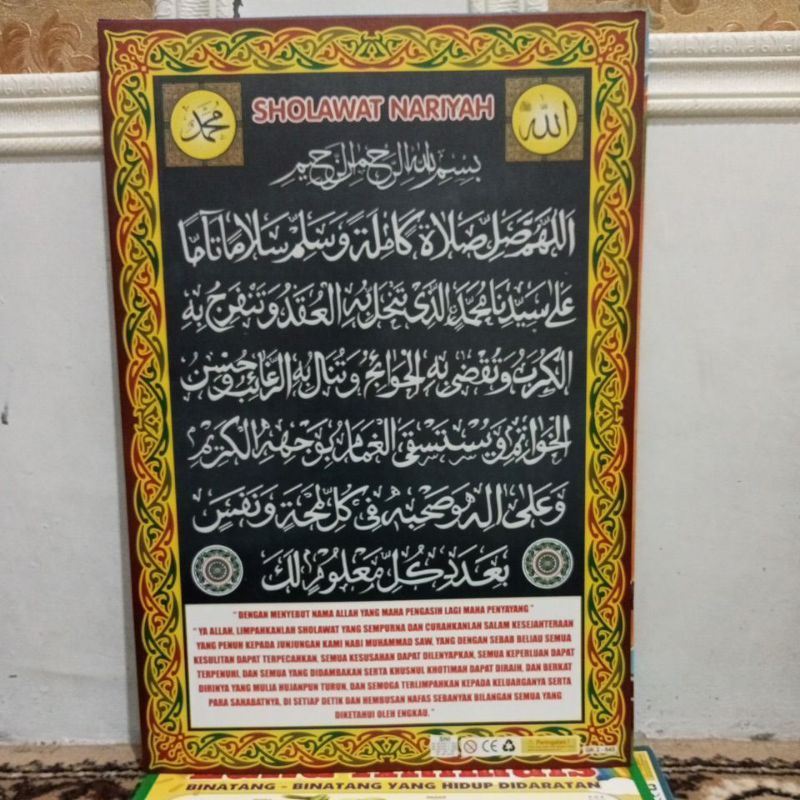 محمد
SHOLAWAT NARIYAH
الله
بسم الله الرحمن الرحيم
اللهم صل صلاة كاملة وسلم سلاما تاما
على سيدنا محمد الذي تنحل به العقد وتنفرج به
الكرب وتقضى به الحوائج وتنال به الرغائب وحسن
الخواتم ويستسقى الغمام بوجهه الكريم
وعلى اله وصحبه في كل لمحة ونفس
بعدد كل معلوم لك
" DENGAN MENYEBUT NAMA ALLAH YANG MAHA PENGASIH LAGI MAHA PENYAYANG "
" YA ALLAH, LIMPAHKANLAH SHOLAWAT YANG SEMPURNA DAN CURAHKANLAH SALAM KESEJAHTERAAN
YANG PENUH KEPADA JUNJUNGAN KAMI NABI MUHAMMAD SAW, YANG DENGAN SEBAB BELIAU SEMUA
KESULITAN DAPAT TERPECAHKAN, SEMUA KESUSAHAN DAPAT DILENYAPKAN, SEMUA KEPERLUAN DAPAT
TERPENUHI, DAN SEMUA YANG DIDAMBAKAN SERTA KHUSNUL KHOTIMAH DAPAT DIRAIH, DAN BERKAT
DIRINYA YANG MULIA HUJANPUN TURUN, DAN SEMOGA TERLIMPAHKAN KEPADA KELUARGANYA SERTA
PARA SAHABATNYA, DI SETIAP DETIK DAN HEMBUSAN NAFAS SEBANYAK BILANGAN SEMUA YANG
DIKETAHUI OLEH ENGKAU. "
CE
BINATANG - BINATANG YANG HIDUP DIDARATAN